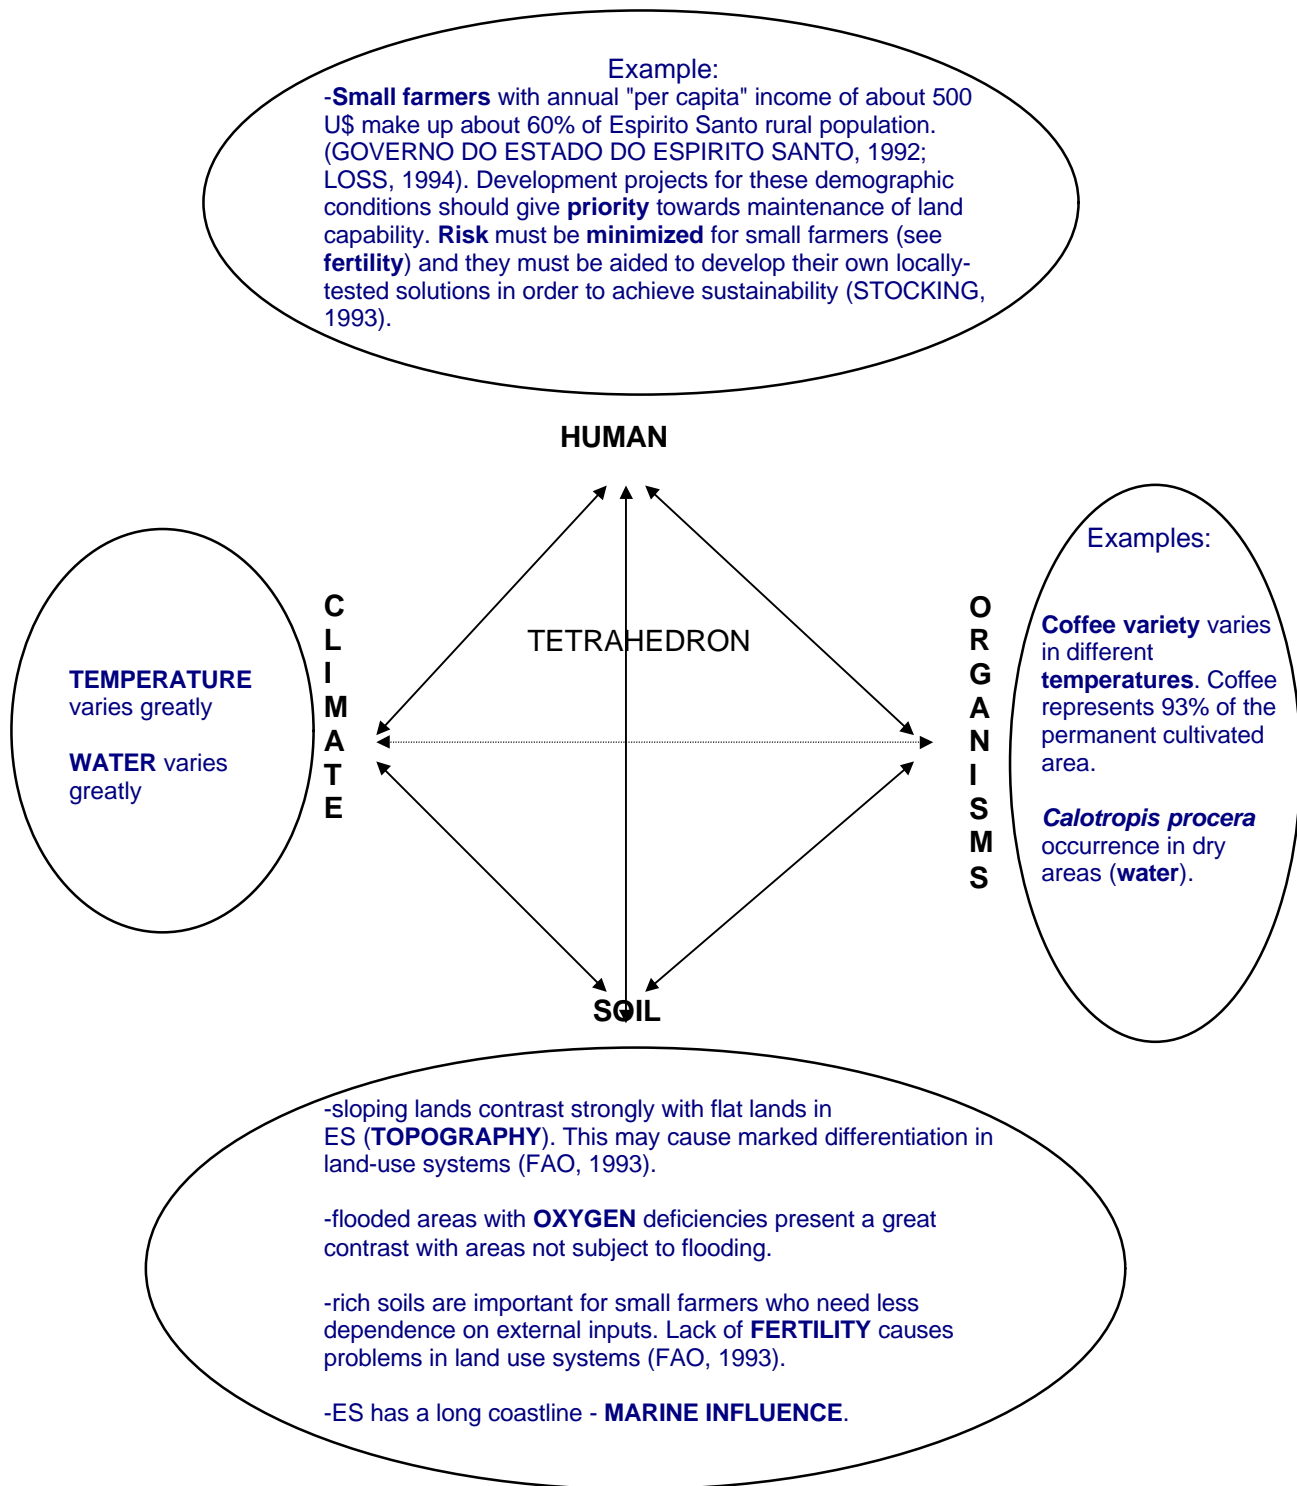 Example:
-Small farmers with annual "per capita" income of about 500
U$ make up about 60% of Espirito Santo rural population.
(GOVERNO DO ESTADO DO ESPIRITO SANTO, 1992;
LOSS, 1994). Development projects for these demographic
conditions should give priority towards maintenance of land
capability. Risk must be minimized for small farmers (see
fertility) and they must be aided to develop their own locally-
tested solutions in order to achieve sustainability (STOCKING,
1993).
HUMAN
CLIMATE
TEMPERATURE
varies greatly
WATER varies
greatly
TETRAHEDRON
ORGANISMS
Examples:
Coffee variety varies
in different
temperatures. Coffee
represents 93% of the
permanent cultivated
area.
Calotropis procera
occurrence in dry
areas (water).
SOIL
-sloping lands contrast strongly with flat lands in
ES (TOPOGRAPHY). This may cause marked differentiation in
land-use systems (FAO, 1993).
-flooded areas with OXYGEN deficiencies present a great
contrast with areas not subject to flooding.
-rich soils are important for small farmers who need less
dependence on external inputs. Lack of FERTILITY causes
problems in land use systems (FAO, 1993).
-ES has a long coastline - MARINE INFLUENCE.